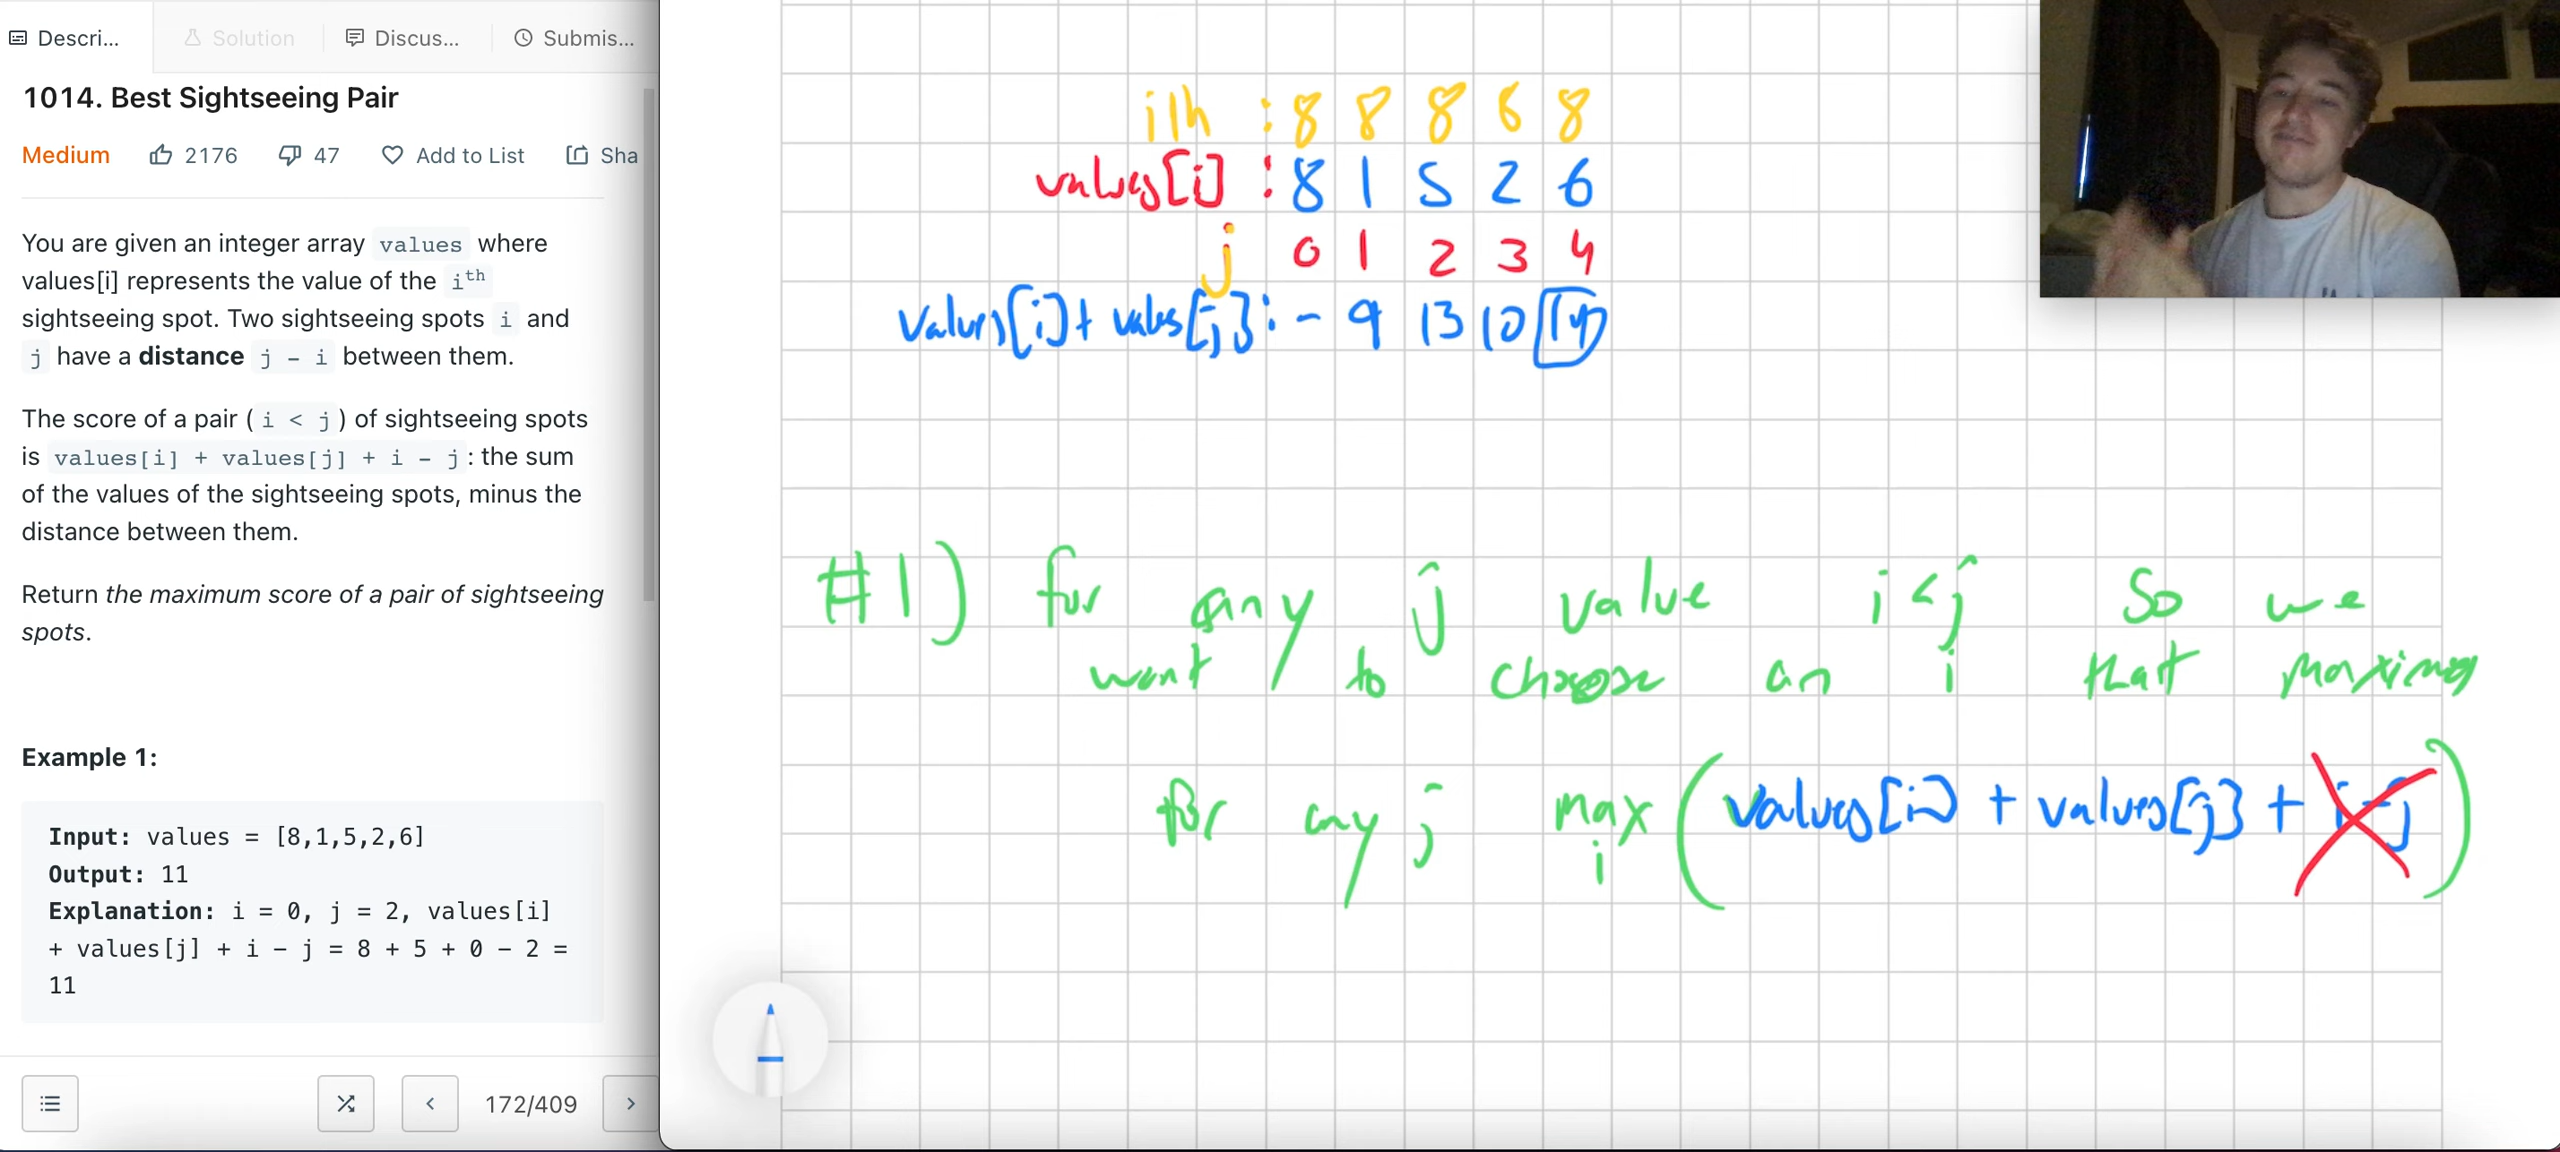 Descri...
Solution
Discus...
Submis...
1014. Best Sightseeing Pair
Medium 2176 47 Add to List Sha
You are given an integer array values where
values[i] represents the value of the ith
sightseeing spot. Two sightseeing spots i and
j have a distance j - i between them.
The score of a pair (i < j) of sightseeing spots
is values[i] + values[j] + i - j: the sum
of the values of the sightseeing spots, minus the
distance between them.
Return the maximum score of a pair of sightseeing
spots.
Example 1:
Input: values = [8,1,5,2,6]
Output: 11
Explanation: i = 0, j = 2, values[i]
+ values[j] + i - j = 8 + 5 + 0 - 2 =
11
172/409
: 8 8 8 8 8
values[i] : 8 1 5 2 6
j 0 1 2 3 4
values[i] + values[j] : - 9 13 10 14
#1) for any j value i < j So we
want to choose an i that
for any j max i (values[i] + values[j] + i - j)